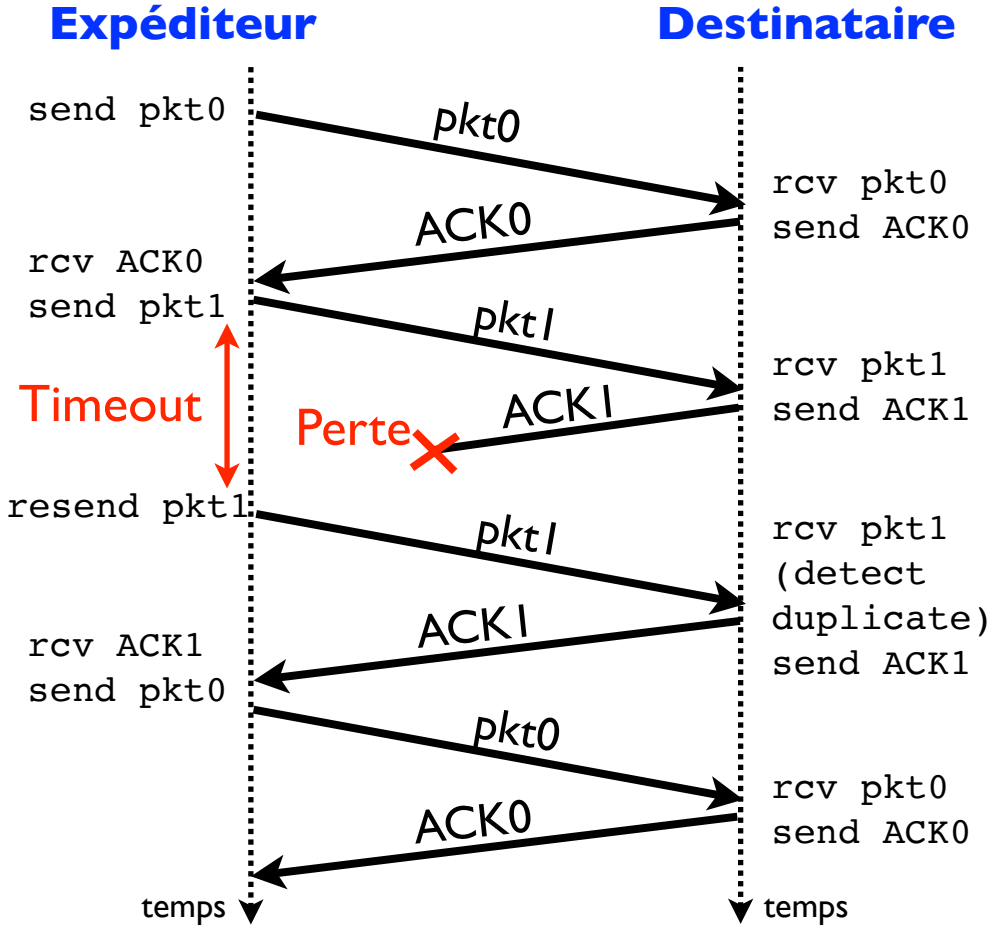 Expéditeur
Destinataire
send pkt0
pkt0
rcv pkt0
send ACK0
ACK0
rcv ACK0
send pkt1
pkt1
rcv pkt1
send ACK1
ACK1
Timeout
Perte
resend pkt1
pkt1
rcv pkt1
(detect
duplicate)
send ACK1
ACK1
rcv ACK1
send pkt0
pkt0
rcv pkt0
send ACK0
ACK0
temps
temps